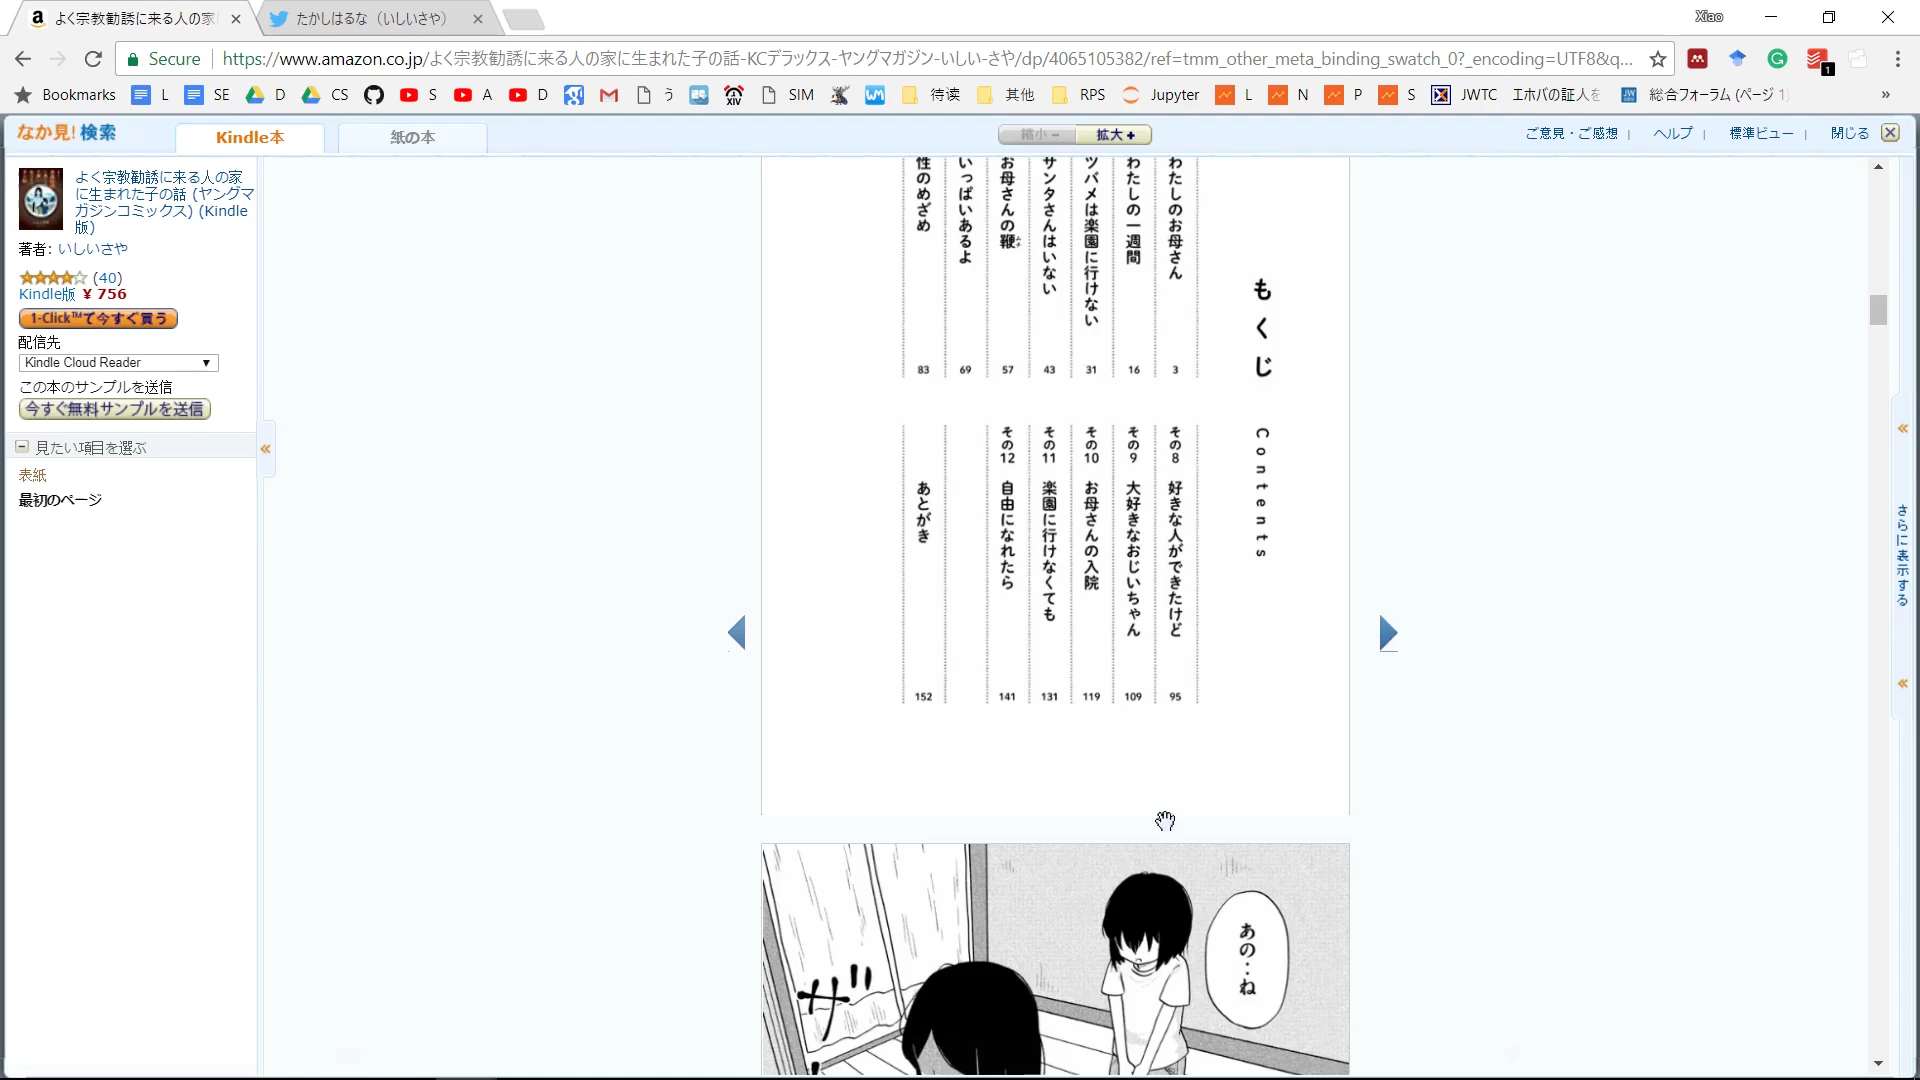 よく宗教勧誘に来る人の家
たかしはるな（いしいさや）
Xiao
Secure
https://www.amazon.co.jp/よく宗教勧誘に来る人の家に生まれた子の話-KCデラックス-ヤングマガジン-いしい-さや/dp/4065105382/ref=tmm_other_meta_binding_swatch_0?_encoding=UTF8&q...
1
Bookmarks L SE D CS S A D う SIM 待读 其他 RPS Jupyter L N P S JWTC エホバの証人を 総合フォーラム (ページ 1)
なか見!検索
Kindle本
紙の本
縮小 −
拡大 +
ご意見・ご感想 | ヘルプ | 標準ビュー | 閉じる
よく宗教勧誘に来る人の家
に生まれた子の話 (ヤングマ
ガジンコミックス) (Kindle
版)
著者: いしいさや
(40)
Kindle版 ¥ 756
1-Click™で今すぐ買う
配信先
Kindle Cloud Reader
この本のサンプルを送信
今すぐ無料サンプルを送信
見たい項目を選ぶ
表紙
最初のページ
もくじ
Contents
わたしのお母さん 3
わたしの一週間 16
ツバメは楽園に行けない 31
サンタさんはいない 43
お母さんの鞭 57
ムチ
いっぱいあるよ 69
性のめざめ 83
その8 好きな人ができたけど 95
その9 大好きなおじいちゃん 109
その10 お母さんの入院 119
その11 楽園に行けなくても 131
その12 自由になれたら 141
あとがき 152
さらに表示する
あの‥ね
ザ